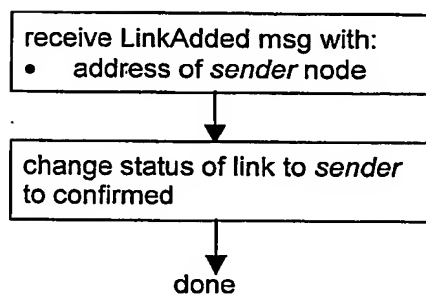 receive LinkAdded msg with:
• address of sender node
change status of link to sender
to confirmed
done